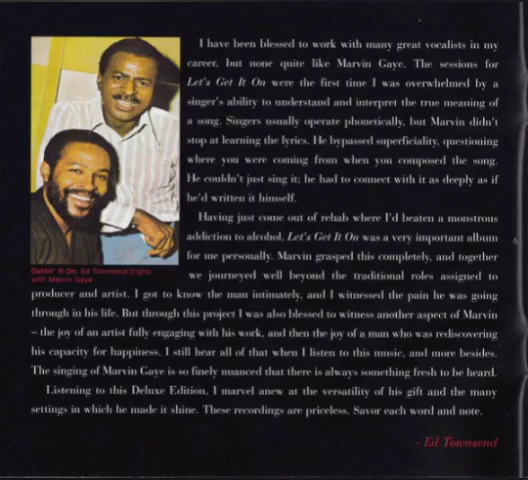 I have been blessed to work with many great vocalists in my
career, but none quite like Marvin Gaye. The sessions for
Let's Get It On were the first time I was overwhelmed by a
singer's ability to understand and interpret the true meaning of
a song. Singers usually operate phonetically, but Marvin didn't
stop at learning the lyrics. He bypassed superficiality, questioning
where you were coming from when you composed the song.
He couldn't just sing it; he had to connect with it as deeply as if
he'd written it himself.
Having just come out of rehab where I'd beaten a monstrous
addiction to alcohol, Let's Get It On was a very important album
for me personally. Marvin grasped this completely, and together
we journeyed well beyond the traditional roles assigned to
producer and artist. I got to know the man intimately, and I witnessed the pain he was going
through in his life. But through this project I was also blessed to witness another aspect of Marvin
– the joy of an artist fully engaging with his work, and then the joy of a man who was rediscovering
his capacity for happiness. I still hear all of that when I listen to this music, and more besides.
The singing of Marvin Gaye is so finely nuanced that there is always something fresh to be heard.
Listening to this Deluxe Edition, I marvel anew at the versatility of his gift and the many
settings in which he made it shine. These recordings are priceless. Savor each word and note.
- Ed Townsend
Gettin' It On: Ed Townsend (right)
with Marvin Gaye